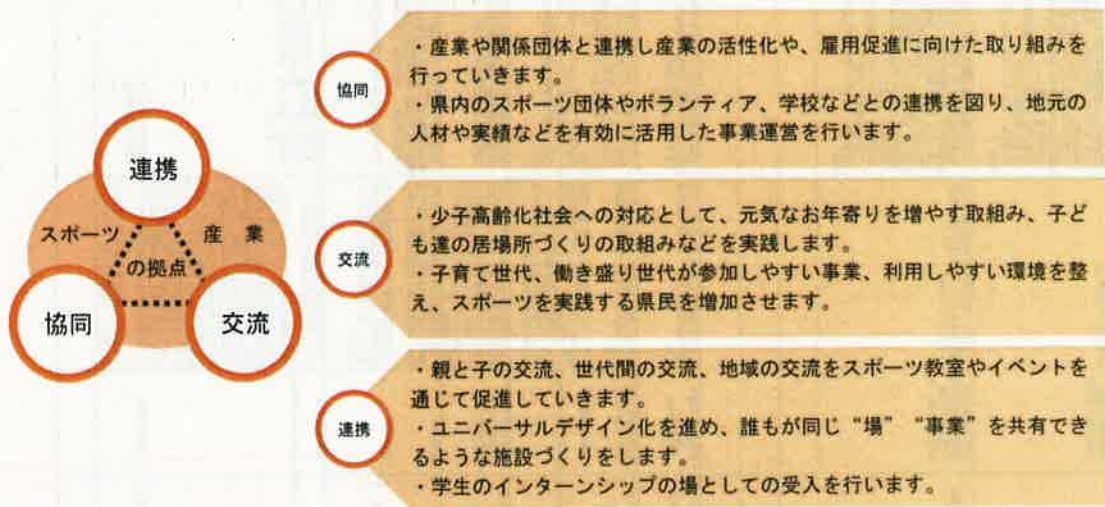 連携
スポーツ 産 業
の拠点
協同 交流
協同
・産業や関係団体と連携し産業の活性化や、雇用促進に向けた取り組みを
行っていきます。
・県内のスポーツ団体やボランティア、学校などとの連携を図り、地元の
人材や実績などを有効に活用した事業運営を行います。
交流
・少子高齢化社会への対応として、元気なお年寄りを増やす取組み、子ど
も達の居場所づくりの取組みなどを実践します。
・子育て世代、働き盛り世代が参加しやすい事業、利用しやすい環境を整
え、スポーツを実践する県民を増加させます。
連携
・親と子の交流、世代間の交流、地域の交流をスポーツ教室やイベントを
通じて促進していきます。
・ユニバーサルデザイン化を進め、誰もが同じ“場”“事業”を共有でき
るような施設づくりをします。
・学生のインターンシップの場としての受入を行います。